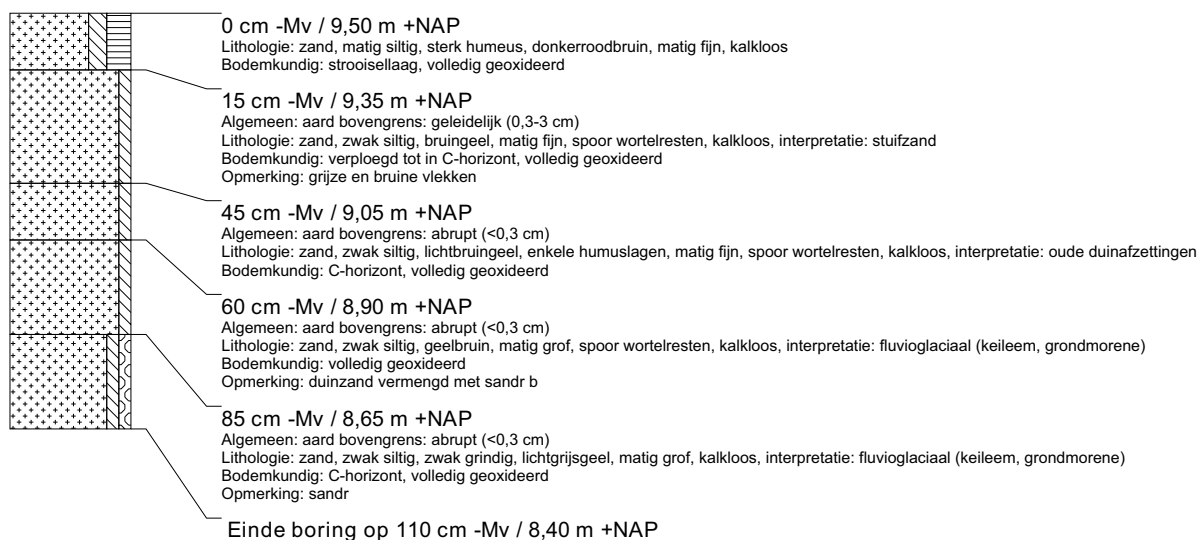 0 cm -Mv / 9,50 m +NAP
Lithologie: zand, matig siltig, sterk humeus, donkerroodbruin, matig fijn, kalkloos
Bodemkundig: strooisellaag, volledig geoxideerd
15 cm -Mv / 9,35 m +NAP
Algemeen: aard bovengrens: geleidelijk (0,3-3 cm)
Lithologie: zand, zwak siltig, bruingeel, matig fijn, spoor wortelresten, kalkloos, interpretatie: stuifzand
Bodemkundig: verploegd tot in C-horizont, volledig geoxideerd
Opmerking: grijze en bruine vlekken
45 cm -Mv / 9,05 m +NAP
Algemeen: aard bovengrens: abrupt (<0,3 cm)
Lithologie: zand, zwak siltig, lichtbruingeel, enkele humuslagen, matig fijn, spoor wortelresten, kalkloos, interpretatie: oude duinafzettingen
Bodemkundig: C-horizont, volledig geoxideerd
60 cm -Mv / 8,90 m +NAP
Algemeen: aard bovengrens: abrupt (<0,3 cm)
Lithologie: zand, zwak siltig, geelbruin, matig grof, spoor wortelresten, kalkloos, interpretatie: fluvioglaciaal (keileem, grondmorene)
Bodemkundig: volledig geoxideerd
Opmerking: duinzand vermengd met sandr b
85 cm -Mv / 8,65 m +NAP
Algemeen: aard bovengrens: abrupt (<0,3 cm)
Lithologie: zand, zwak siltig, zwak grindig, lichtgrijsgeel, matig grof, kalkloos, interpretatie: fluvioglaciaal (keileem, grondmorene)
Bodemkundig: C-horizont, volledig geoxideerd
Opmerking: sandr
Einde boring op 110 cm -Mv / 8,40 m +NAP